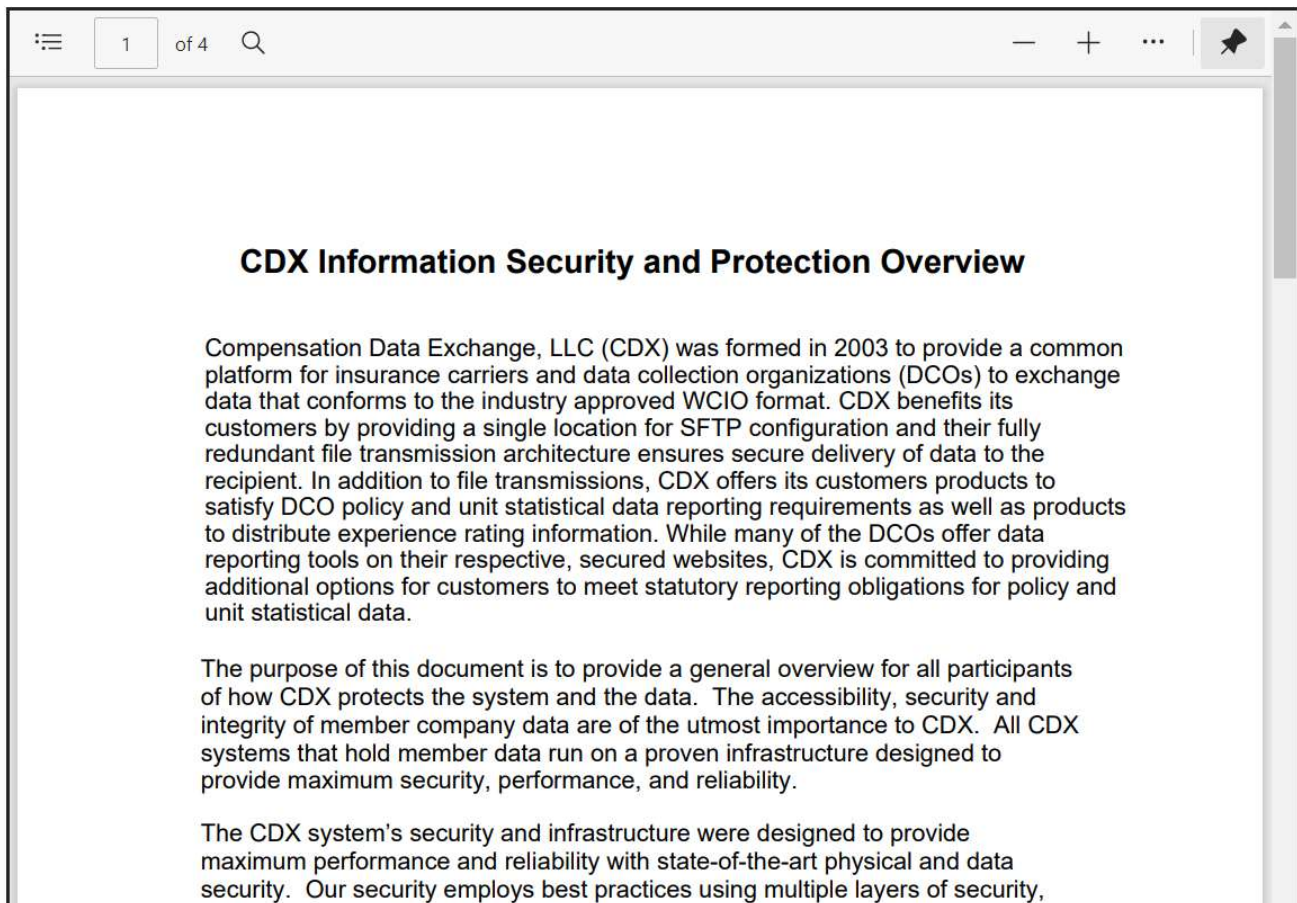 1 of 4
CDX Information Security and Protection Overview
Compensation Data Exchange, LLC (CDX) was formed in 2003 to provide a common
platform for insurance carriers and data collection organizations (DCOs) to exchange
data that conforms to the industry approved WCIO format. CDX benefits its
customers by providing a single location for SFTP configuration and their fully
redundant file transmission architecture ensures secure delivery of data to the
recipient. In addition to file transmissions, CDX offers its customers products to
satisfy DCO policy and unit statistical data reporting requirements as well as products
to distribute experience rating information. While many of the DCOs offer data
reporting tools on their respective, secured websites, CDX is committed to providing
additional options for customers to meet statutory reporting obligations for policy and
unit statistical data.
The purpose of this document is to provide a general overview for all participants
of how CDX protects the system and the data.  The accessibility, security and
integrity of member company data are of the utmost importance to CDX.  All CDX
systems that hold member data run on a proven infrastructure designed to
provide maximum security, performance, and reliability.
The CDX system’s security and infrastructure were designed to provide
maximum performance and reliability with state-of-the-art physical and data
security.  Our security employs best practices using multiple layers of security,